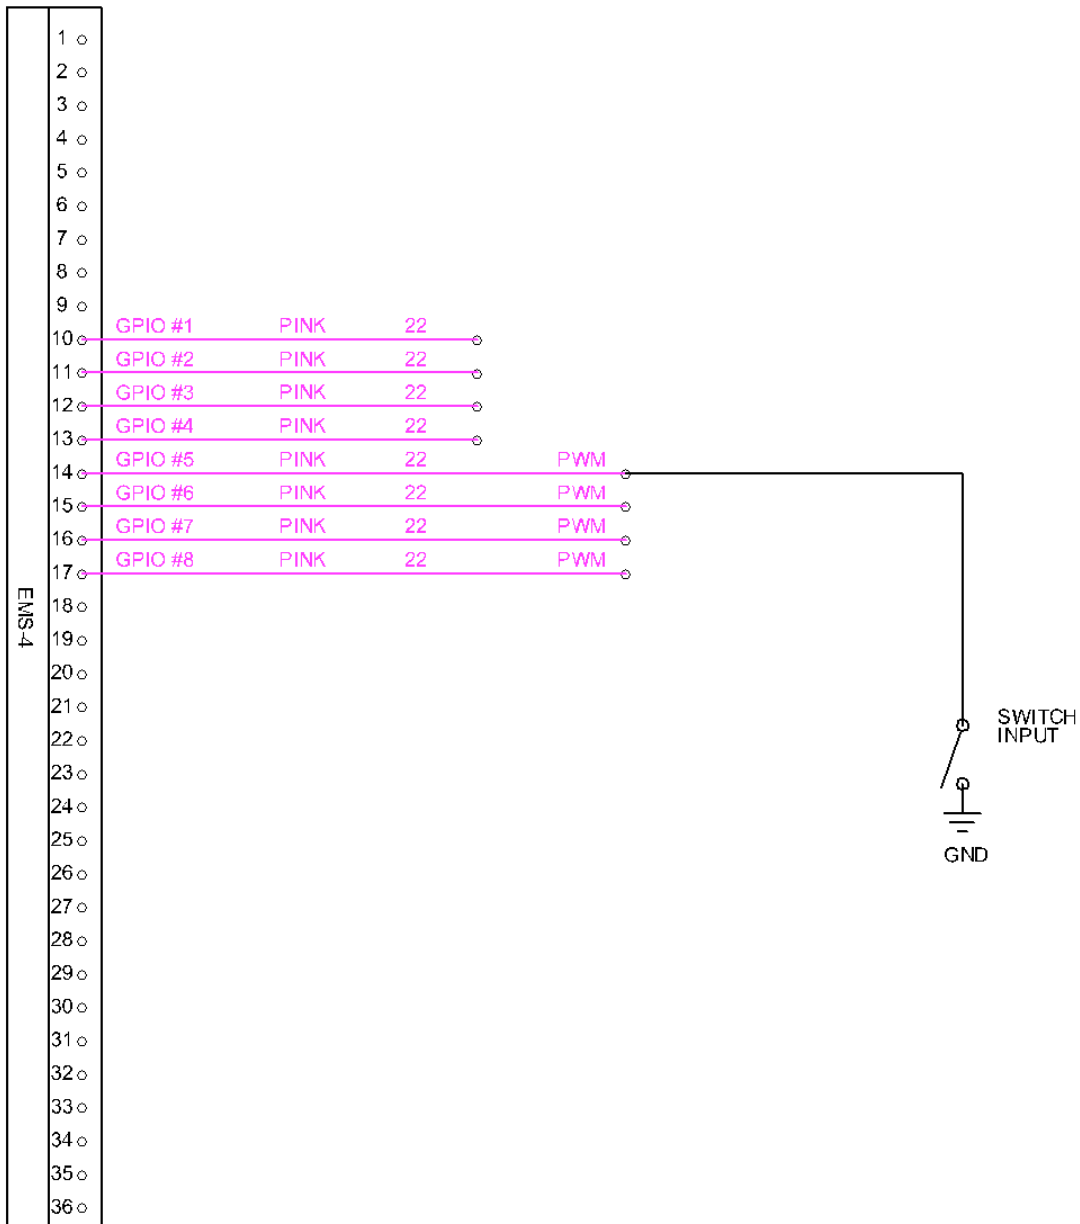 1
2
3
4
5
6
7
8
9
10 GPIO #1 PINK 22
11 GPIO #2 PINK 22
12 GPIO #3 PINK 22
13 GPIO #4 PINK 22
14 GPIO #5 PINK 22 PWM
15 GPIO #6 PINK 22 PWM
16 GPIO #7 PINK 22 PWM
17 GPIO #8 PINK 22 PWM
EMS-4
18
19
20
21
SWITCH
INPUT
22
23
24
25
GND
26
27
28
29
30
31
32
33
34
35
36